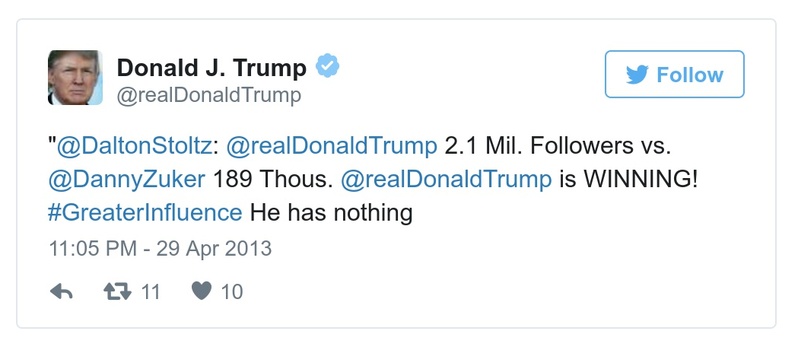 Donald J. Trump
@realDonaldTrump
Follow
"@DaltonStoltz: @realDonaldTrump 2.1 Mil. Followers vs.
@DannyZuker 189 Thous. @realDonaldTrump is WINNING!
#GreaterInfluence He has nothing
11:05 PM - 29 Apr 2013
11 10